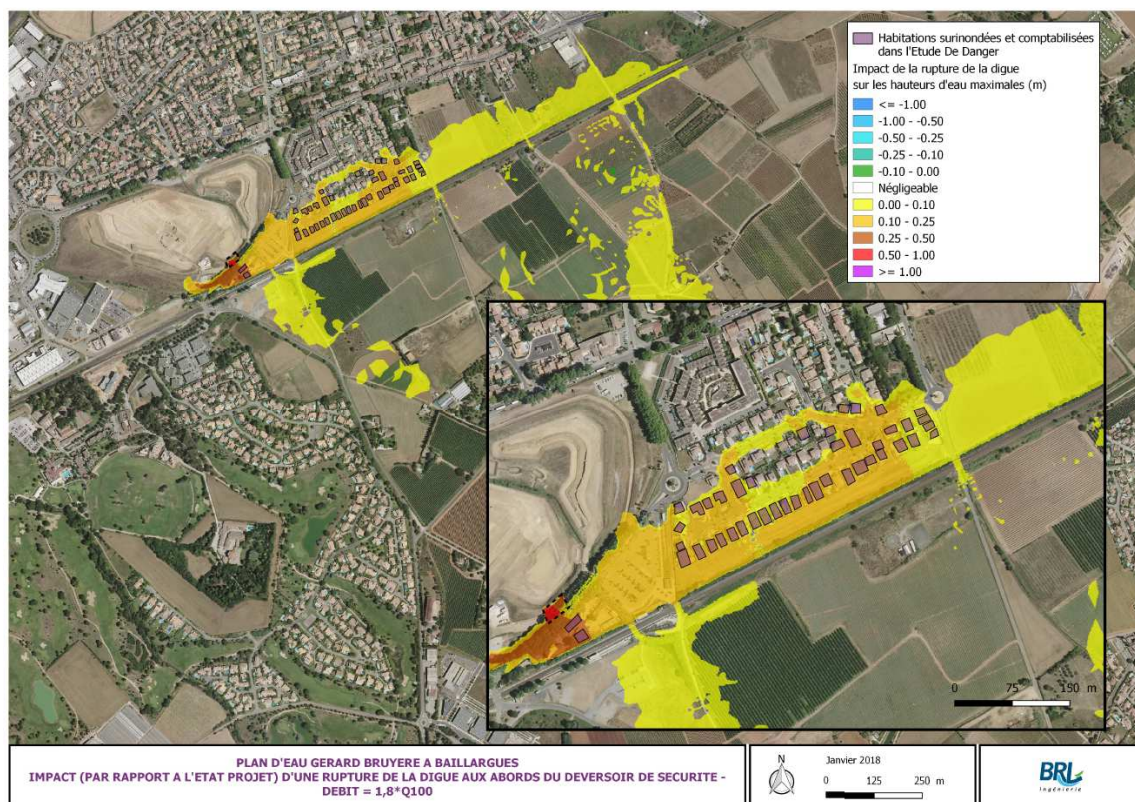 Habitations surinondées et comptabilisées
dans l'Etude De Danger
Impact de la rupture de la digue
sur les hauteurs d'eau maximales (m)
<= -1.00
-1.00 - -0.50
-0.50 - -0.25
-0.25 - -0.10
-0.10 - 0.00
Négligeable
0.00 - 0.10
0.10 - 0.25
0.25 - 0.50
0.50 - 1.00
>= 1.00
0 75 150 m
PLAN D'EAU GERARD BRUYERE A BAILLARGUES
IMPACT (PAR RAPPORT A L'ETAT PROJET) D'UNE RUPTURE DE LA DIGUE AUX ABORDS DU DEVERSOIR DE SECURITE -
DEBIT = 1,8*Q100
N
Janvier 2018
0 125 250 m
BRL
Ingénierie